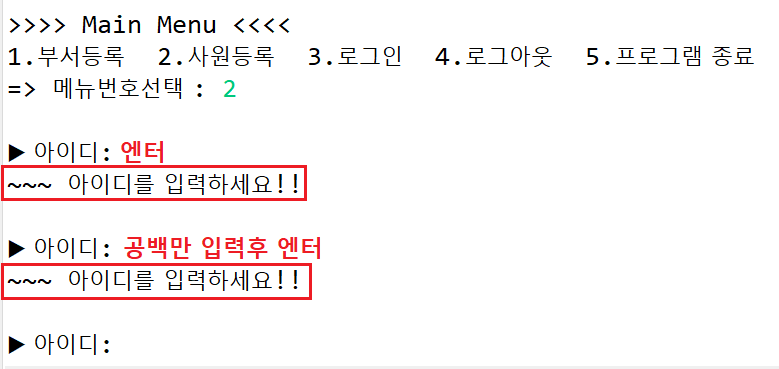 >>>> Main Menu <<<<
1.부서등록  2.사원등록  3.로그인  4.로그아웃  5.프로그램 종료
=> 메뉴번호선택 : 2
▶ 아이디: 엔터
~~~ 아이디를 입력하세요!!
▶ 아이디: 공백만 입력후 엔터
~~~ 아이디를 입력하세요!!
▶ 아이디: